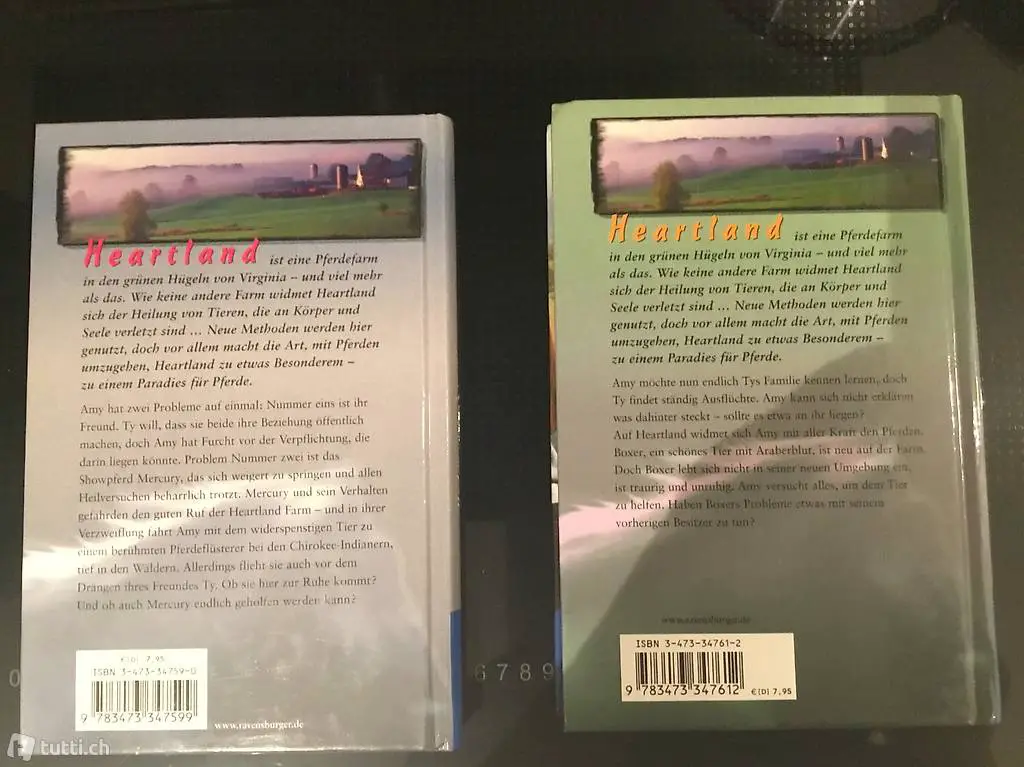 Heartland ist eine Pferdefarm
in den grünen Hügeln von Virginia – und viel mehr
als das. Wie keine andere Farm widmet Heartland
sich der Heilung von Tieren, die an Körper und
Seele verletzt sind ... Neue Methoden werden hier
genutzt, doch vor allem macht die Art, mit Pferden
umzugehen, Heartland zu etwas Besonderem –
zu einem Paradies für Pferde.
Amy hat zwei Probleme auf einmal: Nummer eins ist ihr
Freund. Ty will, dass sie beide ihre Beziehung öffentlich
machen, doch Amy hat Furcht vor der Verpflichtung, die
darin liegen könnte. Problem Nummer zwei ist das
Showpferd Mercury, das sich weigert zu springen und allen
Heilversuchen beharrlich trotzt. Mercury und sein Verhalten
gefährden den guten Ruf der Heartland Farm – und in ihrer
Verzweiflung fährt Amy mit dem widerspenstigen Tier zu
einem berühmten Pferdeflüsterer bei den Chirokee-Indianern,
tief in den Wäldern. Allerdings flieht sie auch vor dem
Drängen ihres Freundes Ty. Ob sie hier zur Ruhe kommt?
Und ob auch Mercury endlich geholfen werden kann?
€ (D) 7,95
ISBN 3-473-34759-0
9 783473 347599
www.ravensburger.de
Heartland ist eine Pferdefarm
in den grünen Hügeln von Virginia – und viel mehr
als das. Wie keine andere Farm widmet Heartland
sich der Heilung von Tieren, die an Körper und
Seele verletzt sind ... Neue Methoden werden hier
genutzt, doch vor allem macht die Art, mit Pferden
umzugehen, Heartland zu etwas Besonderem –
zu einem Paradies für Pferde.
Amy möchte nun endlich Tys Familie kennen lernen, doch
Ty findet ständig Ausflüchte. Amy kann sich nicht erklären
was dahinter steckt – sollte es etwa an ihr liegen?
Auf Heartland widmet sich Amy mit aller Kraft den Pferden.
Boxer, ein schönes Tier mit Araberblut, ist neu auf der Farm.
Doch Boxer lebt sich nicht in seiner neuen Umgebung ein,
ist traurig und unruhig. Amy versucht alles, um dem Tier
zu helfen. Haben Boxers Probleme etwas mit seinem
vorherigen Besitzer zu tun?
www.ravensburger.de
ISBN 3-473-34761-2
9 783473 347612
€ (D) 7,95
0 6 7 8 9
tutti.ch